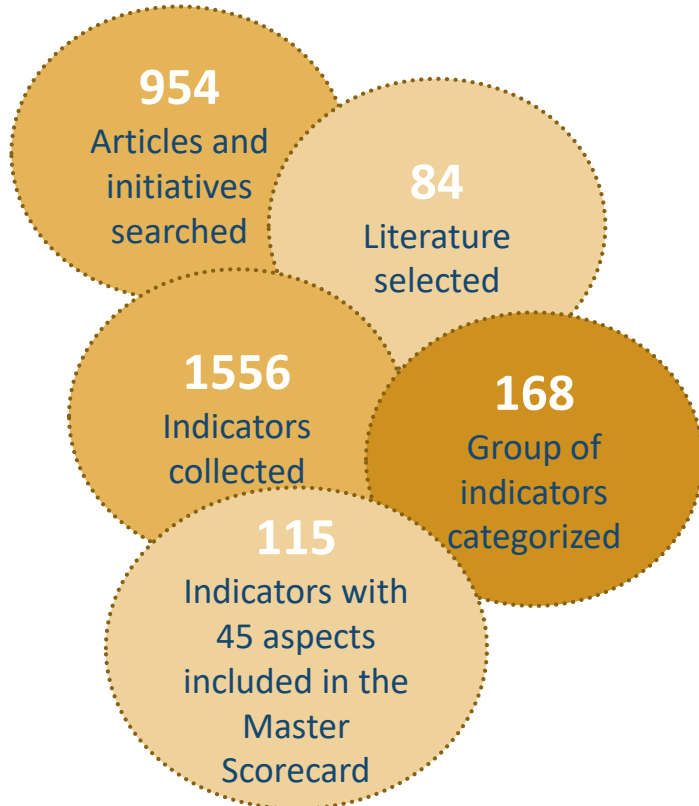 954
Articles and
initiatives
searched
84
Literature
selected
1556
Indicators
collected
168
Group of
indicators
categorized
115
Indicators with
45 aspects
included in the
Master
Scorecard